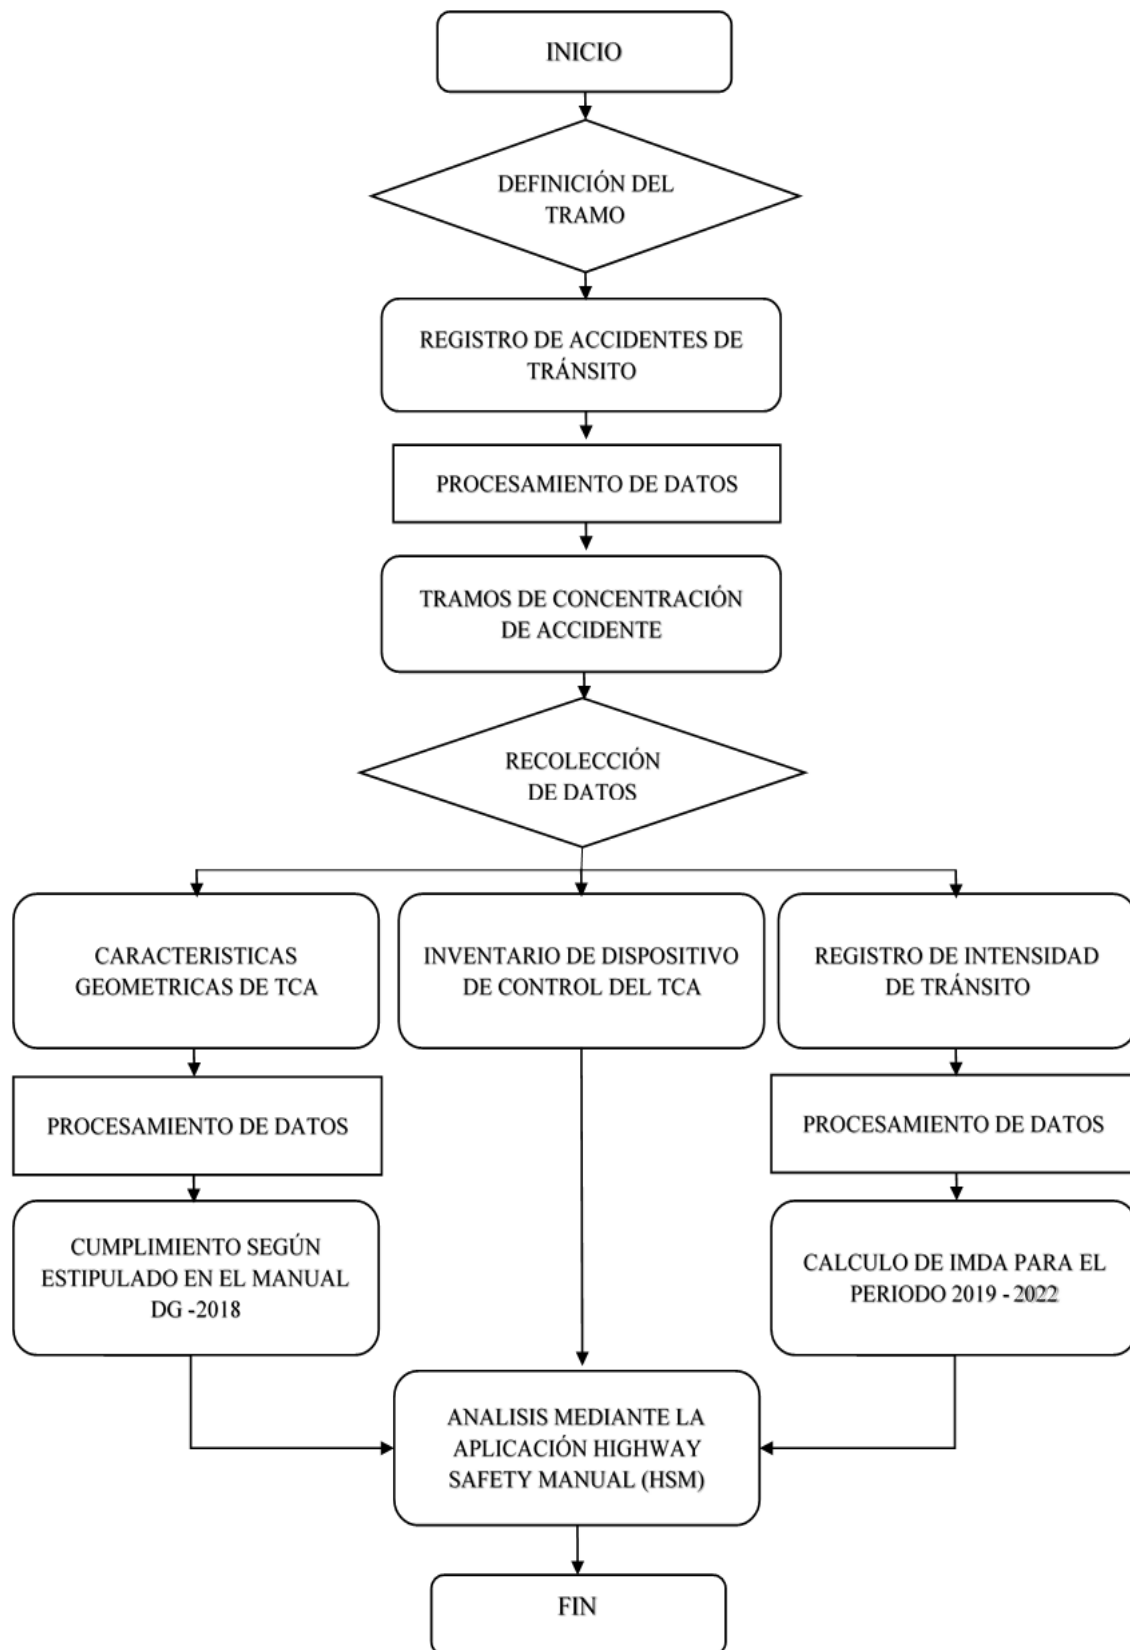 INICIO
DEFINICIÓN DEL
TRAMO
REGISTRO DE ACCIDENTES DE
TRÁNSITO
PROCESAMIENTO DE DATOS
TRAMOS DE CONCENTRACIÓN
DE ACCIDENTE
RECOLECCIÓN
DE DATOS
CARACTERISTICAS
GEOMETRICAS DE TCA
INVENTARIO DE DISPOSITIVO
DE CONTROL DEL TCA
REGISTRO DE INTENSIDAD
DE TRÁNSITO
PROCESAMIENTO DE DATOS
PROCESAMIENTO DE DATOS
CUMPLIMIENTO SEGÚN
ESTIPULADO EN EL MANUAL
DG -2018
CALCULO DE IMDA PARA EL
PERIODO 2019 - 2022
ANALISIS MEDIANTE LA
APLICACIÓN HIGHWAY
SAFETY MANUAL (HSM)
FIN